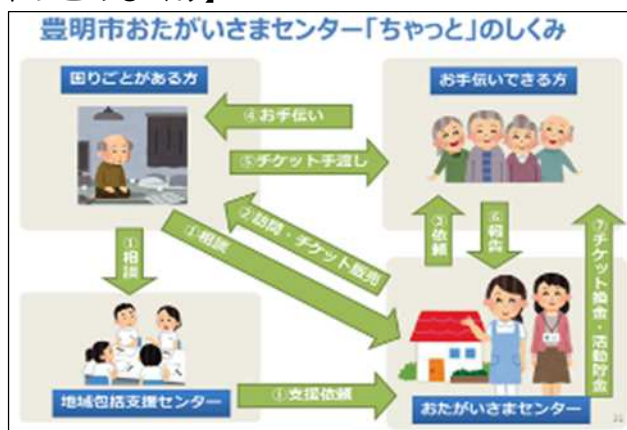 豊明市おたがいさまセンター「ちゃっと」のしくみ
困りごとがある方
お手伝いできる方
④お手伝い
⑤チケット手渡し
①相談
①相談
②訪問・チケット販売
③依頼
⑥報告
⑦チケット換金・活動貯金
地域包括支援センター
①支援依頼
おたがいさまセンター